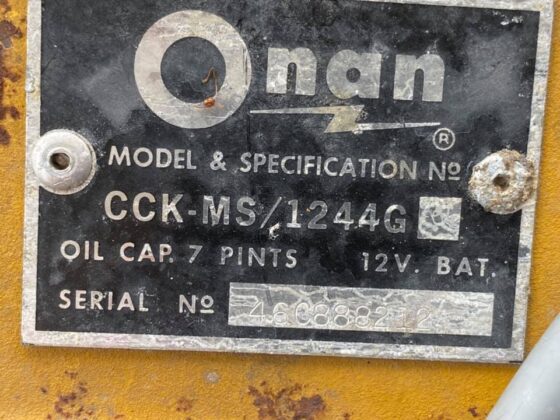 Onan
®
MODEL & SPECIFICATION Nº
CCK-MS/1244G
OIL CAP. 7 PINTS 12V. BAT.
SERIAL Nº